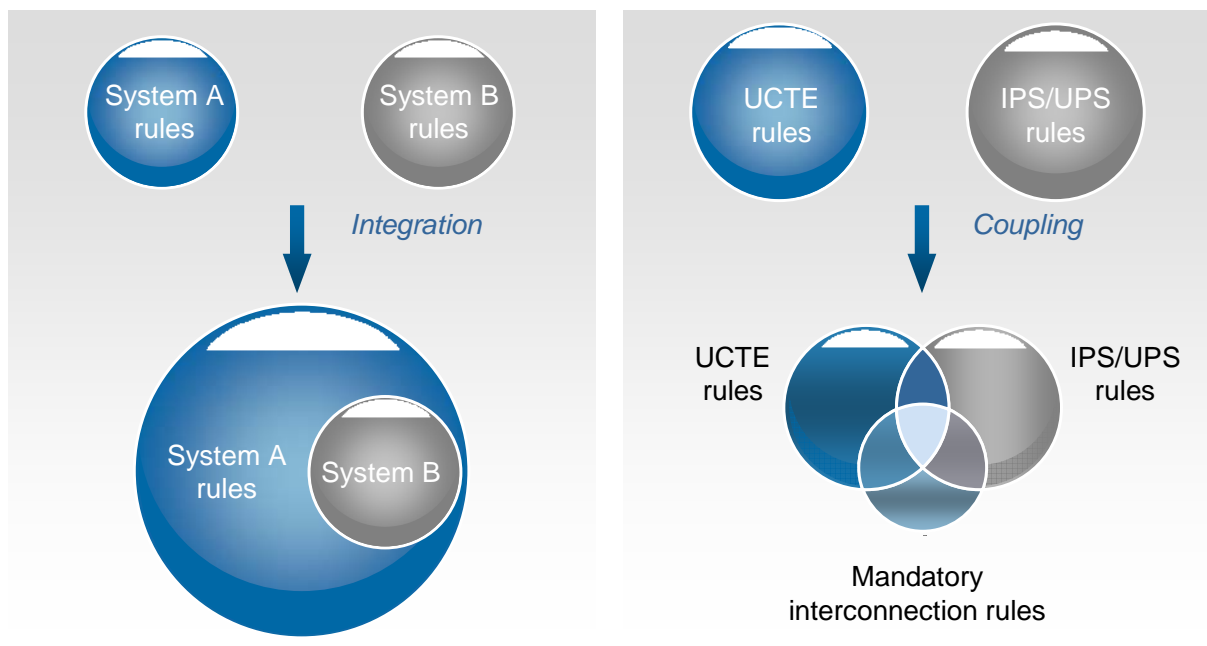 System A
rules
System B
rules
Integration
System A
rules
System B
UCTE
rules
IPS/UPS
rules
Coupling
UCTE
rules
IPS/UPS
rules
Mandatory
interconnection rules